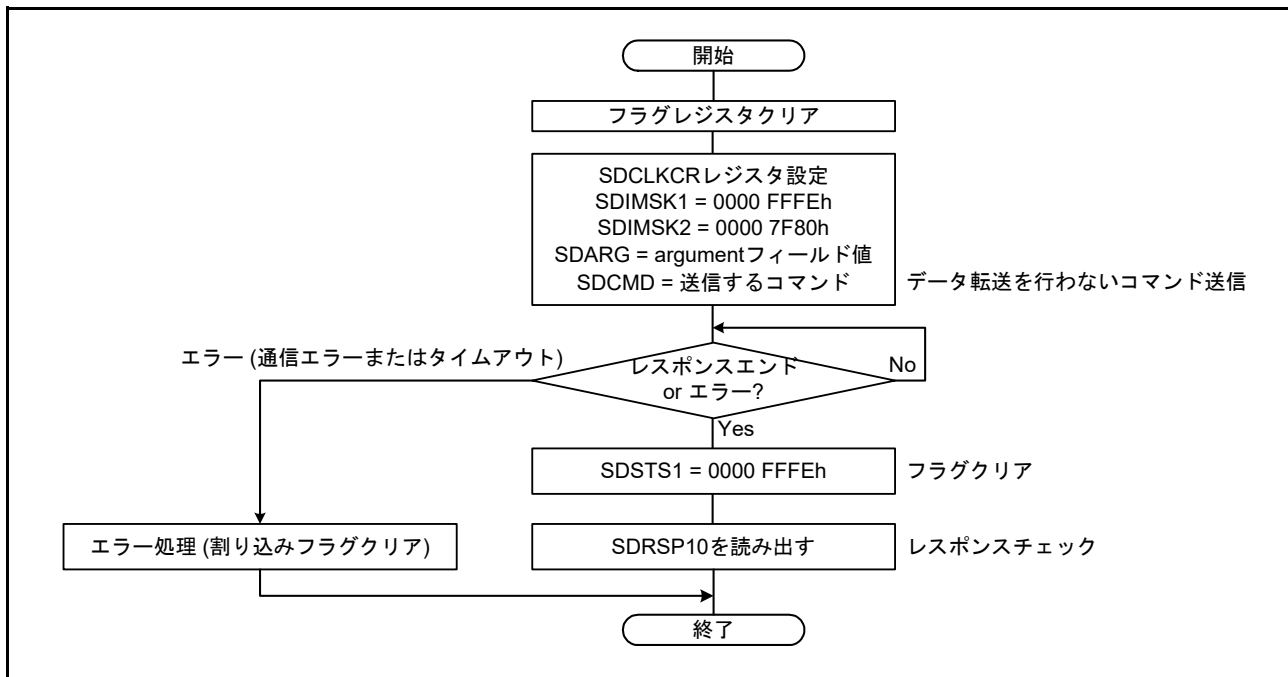 開始
フラグレジスタクリア
SDCLKCRレジスタ設定
SDIMSK1 = 0000 FFFEh
SDIMSK2 = 0000 7F80h
SDARG = argumentフィールド値
SDCMD = 送信するコマンド
データ転送を行わないコマンド送信
エラー (通信エラーまたはタイムアウト)
レスポンスエンド
or エラー?
No
Yes
SDSTS1 = 0000 FFFEh
フラグクリア
エラー処理 (割り込みフラグクリア)
SDRSP10を読み出す
レスポンスチェック
終了